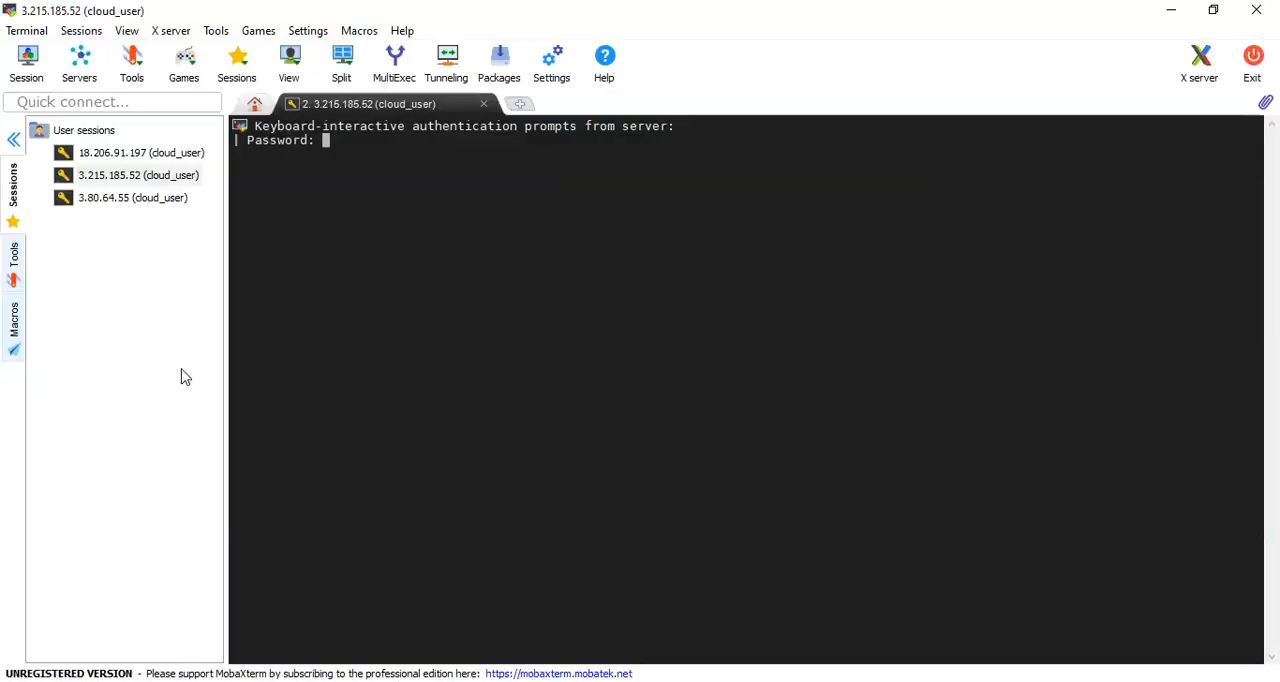 3.215.185.52 (cloud_user)
Terminal Sessions View X server Tools Games Settings Macros Help
Session Servers Tools Games Sessions View Split MultiExec Tunneling Packages Settings Help X server Exit
Quick connect...
2. 3.215.185.52 (cloud_user)
User sessions
18.206.91.197 (cloud_user)
3.215.185.52 (cloud_user)
3.80.64.55 (cloud_user)
Sessions
Tools
Macros
Keyboard-interactive authentication prompts from server:
| Password:
UNREGISTERED VERSION - Please support MobaXterm by subscribing to the professional edition here: https://mobaxterm.mobatek.net